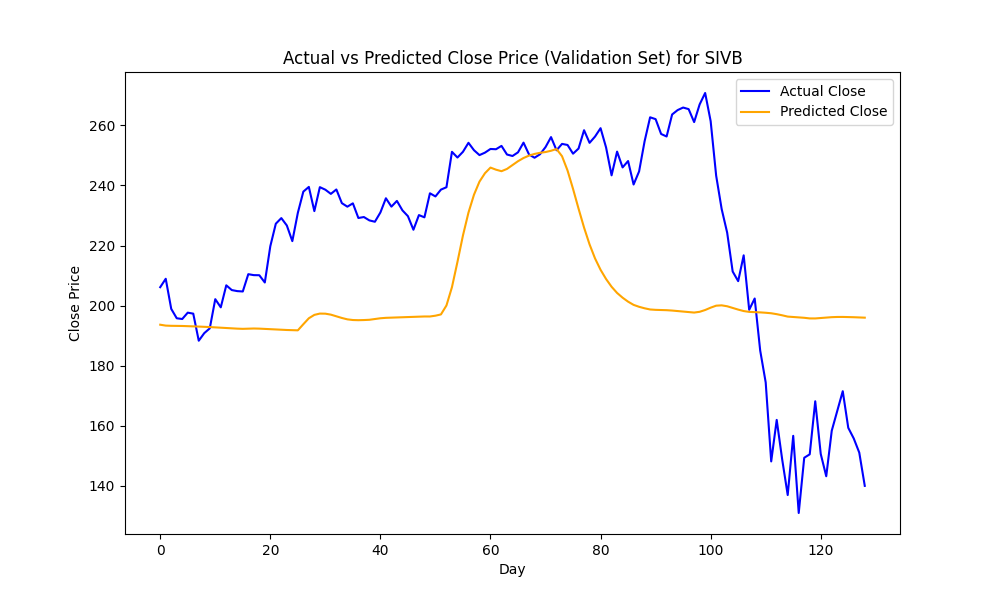 Actual vs Predicted Close Price (Validation Set) for SIVB
Actual Close
Predicted Close
Close Price
260
240
220
200
180
160
140
0 20 40 60 80 100 120
Day